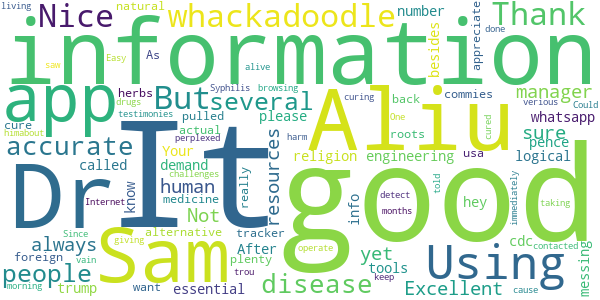 living natural Nice whackadoodle number Thank
Easy As besides appreciate done
saw information
alive
app herbs Syphilis browsing But several Aliu manager
drugs testimonies pulled please back commies Could verious
cure himabout perplexed actual curing One roots cured whatsapp
accurate Your harm sure pence
called demand religion engineering usa logical
Dr It good
people know human resources info told detect hey immediately
Internet medicine really months
always challenges Not taking
Since alternative tracker yet cdc contacted
foreign vain After operate Using messing
Sam giving plenty tools
trump want essential trou disease keep Excellent cause
morning